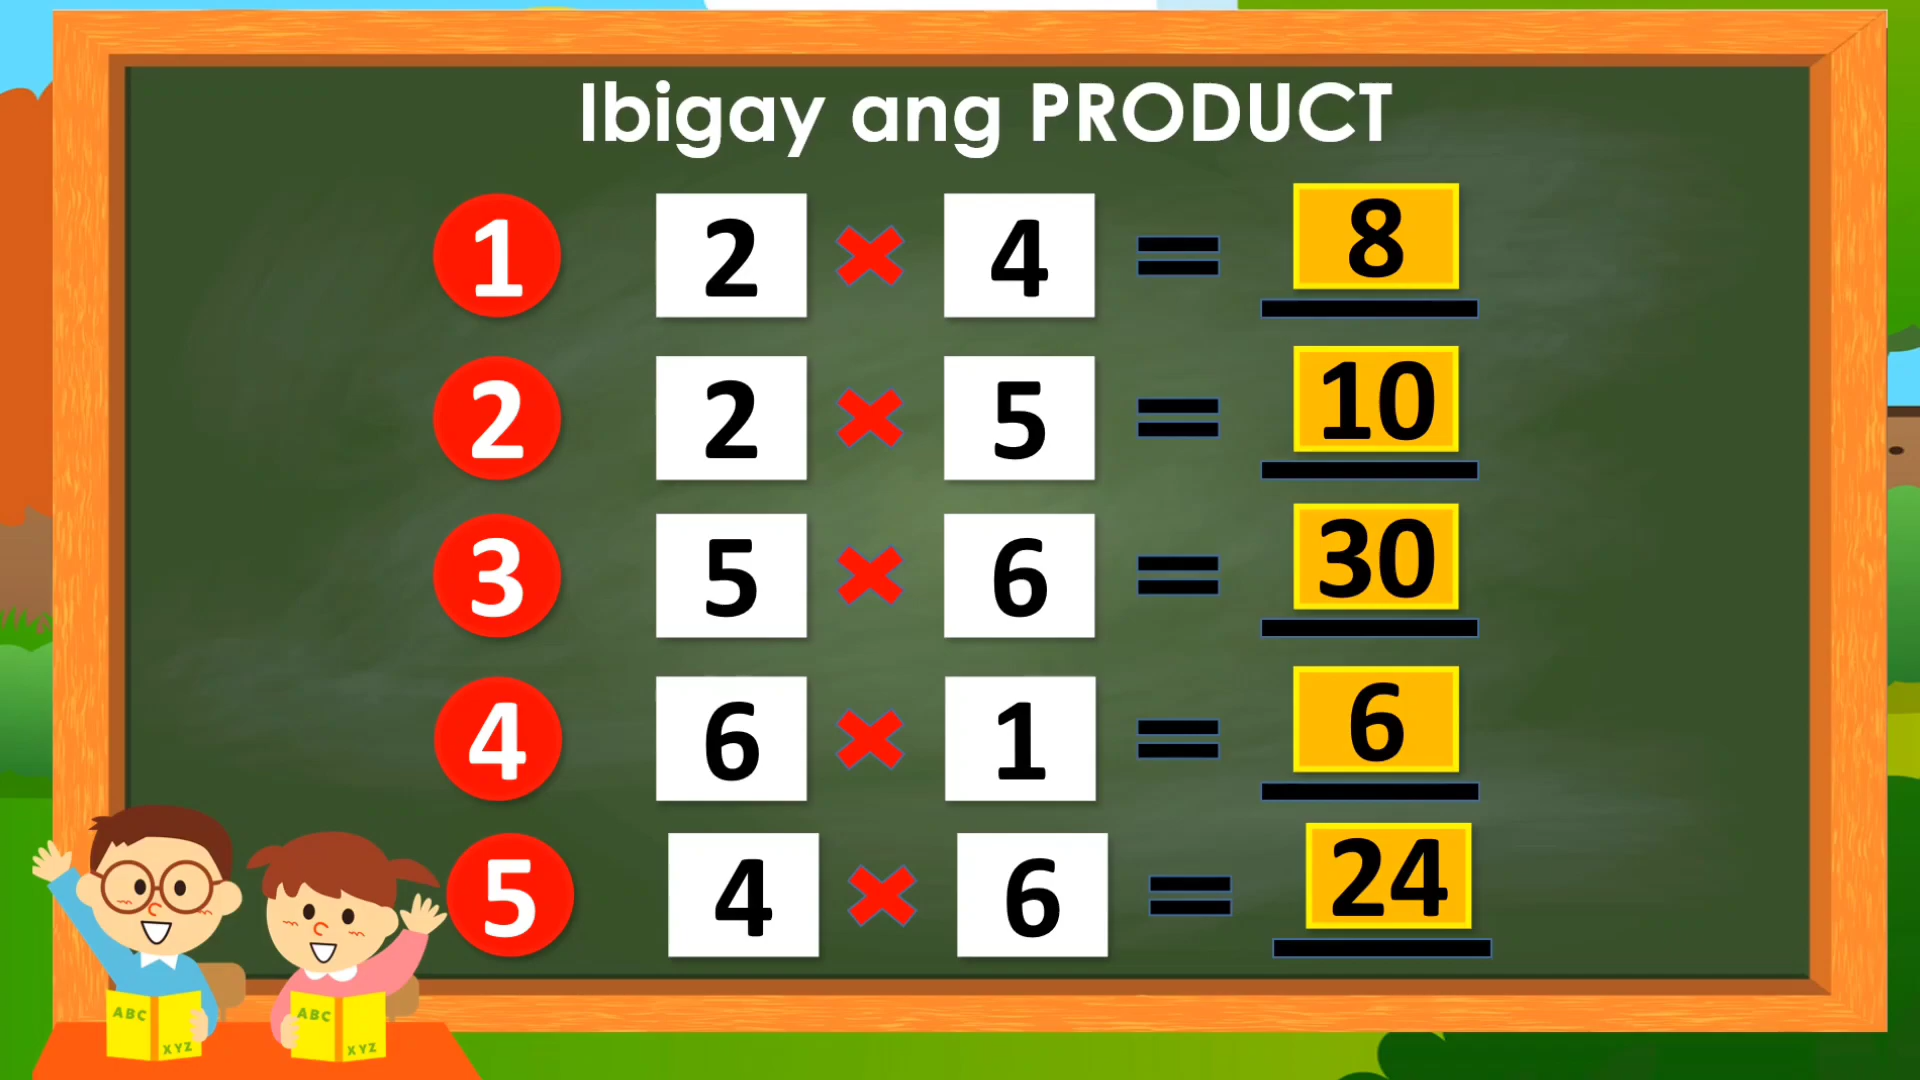 Ibigay ang PRODUCT
1 2 × 4 = 8
2 2 × 5 = 10
3 5 × 6 = 30
4 6 × 1 = 6
5 4 × 6 = 24
ABC XYZ
ABC XYZ